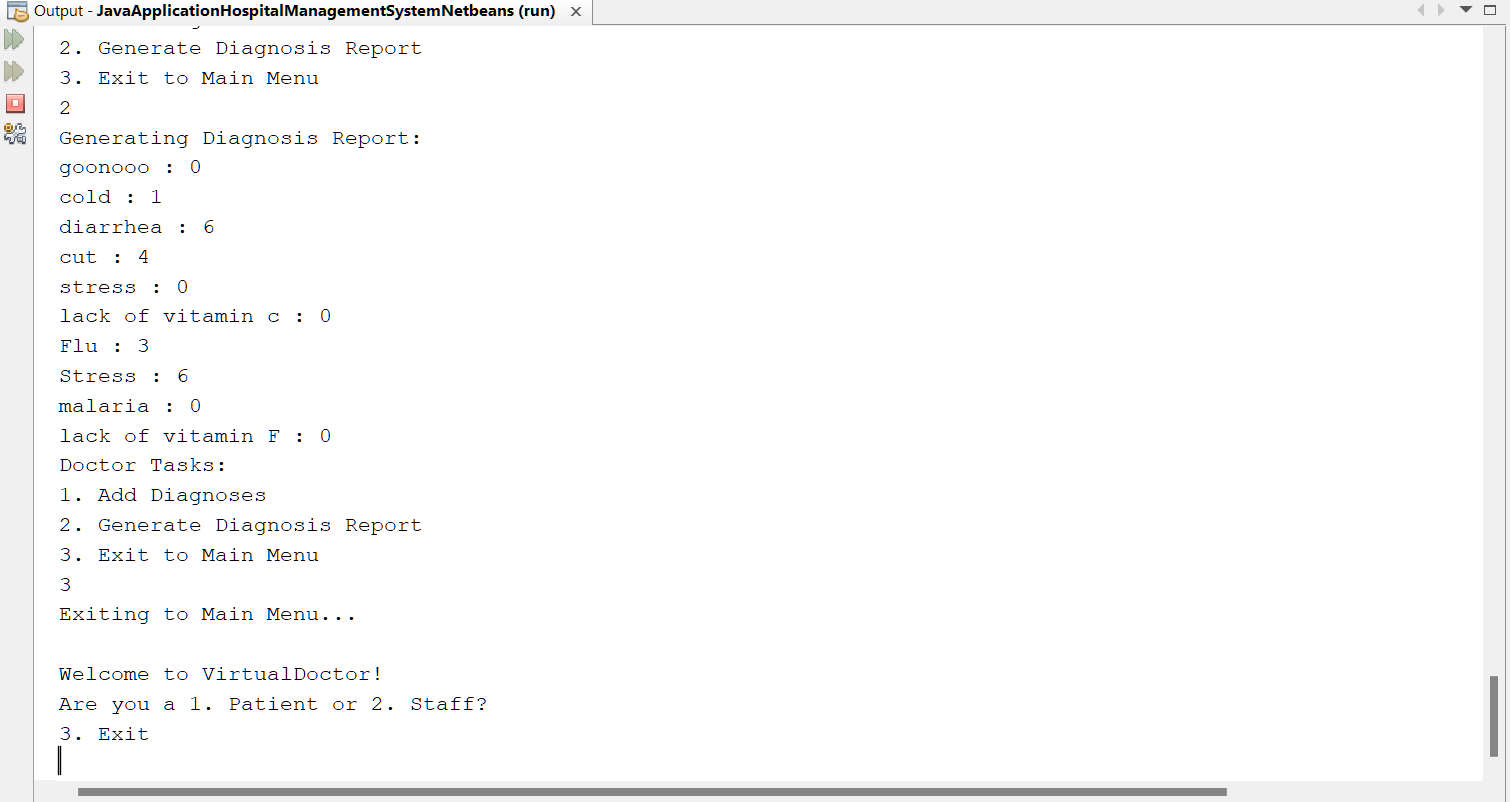 Output - JavaApplicationHospitalManagementSystemNetbeans (run)
2. Generate Diagnosis Report
3. Exit to Main Menu
2
Generating Diagnosis Report:
goonooo : 0
cold : 1
diarrhea : 6
cut : 4
stress : 0
lack of vitamin c : 0
Flu : 3
Stress : 6
malaria : 0
lack of vitamin F : 0
Doctor Tasks:
1. Add Diagnoses
2. Generate Diagnosis Report
3. Exit to Main Menu
3
Exiting to Main Menu...
Welcome to VirtualDoctor!
Are you a 1. Patient or 2. Staff?
3. Exit